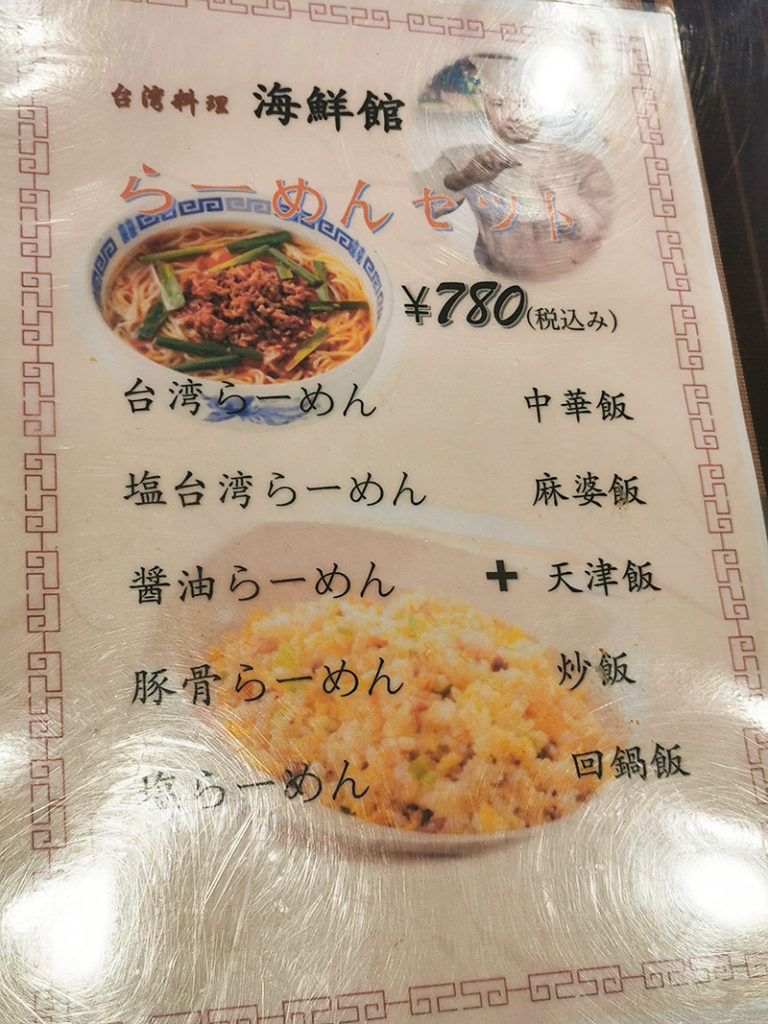 台湾料理 海鮮館
らーめんセット
¥780(税込み)
台湾らーめん 中華飯
塩台湾らーめん 麻婆飯
醤油らーめん + 天津飯
豚骨らーめん 炒飯
塩らーめん 回鍋飯